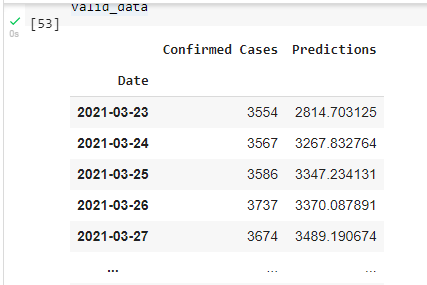 valid_data
[53]
0s
Confirmed Cases Predictions
Date
2021-03-23 3554 2814.703125
2021-03-24 3567 3267.832764
2021-03-25 3586 3347.234131
2021-03-26 3737 3370.087891
2021-03-27 3674 3489.190674
... ... ...